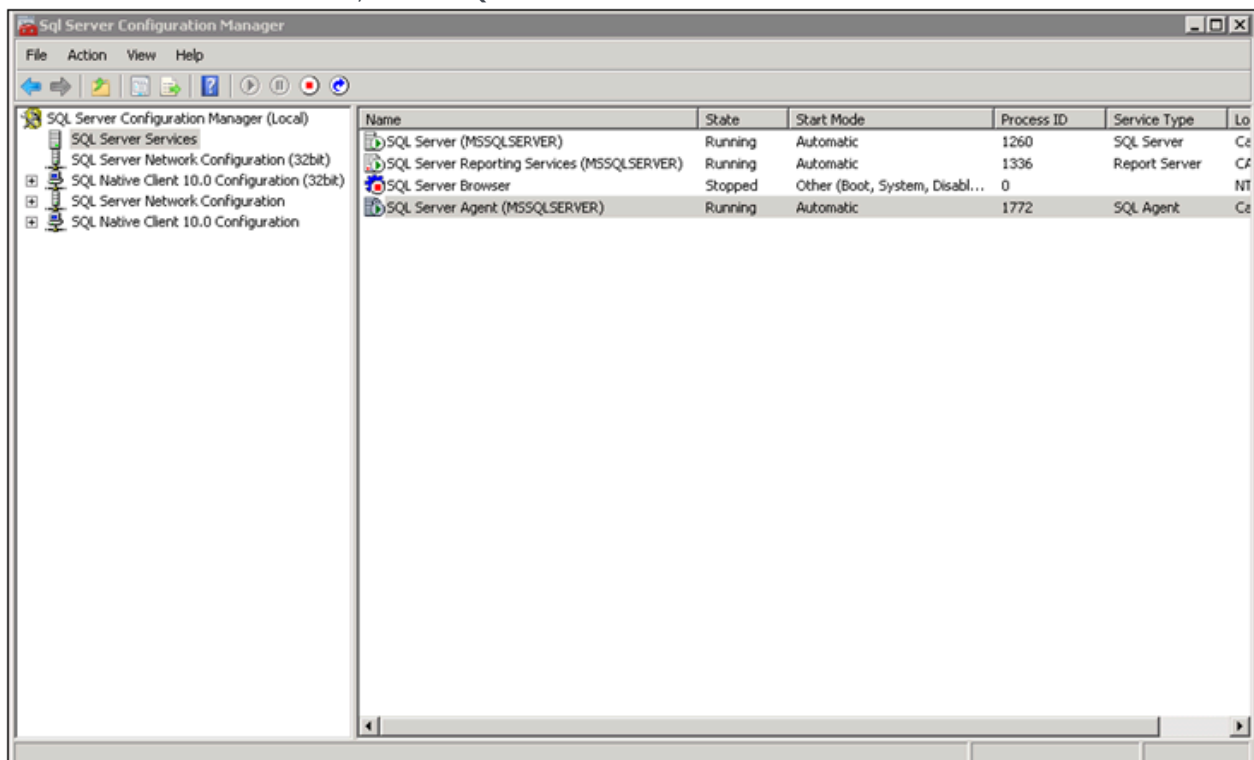 Sql Server Configuration Manager
File Action View Help
SQL Server Configuration Manager (Local)
SQL Server Services
SQL Server Network Configuration (32bit)
SQL Native Client 10.0 Configuration (32bit)
SQL Server Network Configuration
SQL Native Client 10.0 Configuration
Name State Start Mode Process ID Service Type Lo
SQL Server (MSSQLSERVER) Running Automatic 1260 SQL Server
SQL Server Reporting Services (MSSQLSERVER) Running Automatic 1336 Report Server
SQL Server Browser Stopped Other (Boot, System, Disabl... 0 NT
SQL Server Agent (MSSQLSERVER) Running Automatic 1772 SQL Agent